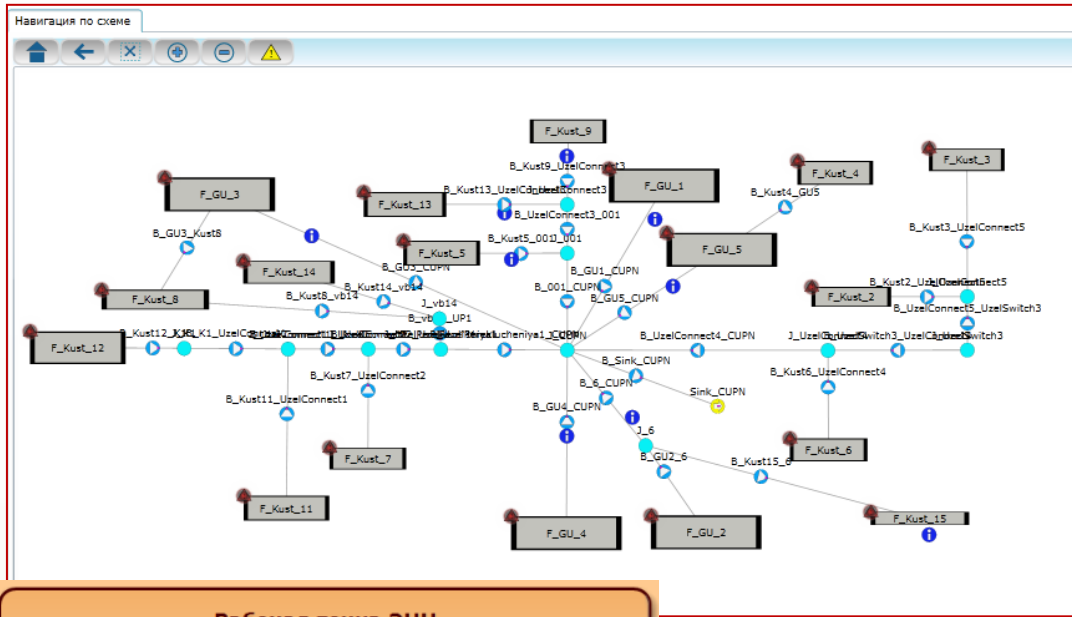 Навигация по схеме
F_Kust_9
F_Kust_3
B_Kust9_UzelConnect3
F_Kust_4
F_GU_3
F_GU_1
B_Kust4_GU5
F_Kust_13
B_UzelConnect3_001
B_Kust3_UzelConnect5
B_GU3_Kust8
B_Kust5_001
J_001
F_Kust_5
F_GU_5
F_Kust_14
B_GU3_CUPN
B_GU1_CUPN
B_Kust14_vb14
B_001_CUPN
F_Kust_8
B_Kust8_vb14
J_vb14
B_GU5_CUPN
F_Kust_2
B_UzelConnect5_UzelSwitch3
F_Kust_12
B_UzelConnect4_CUPN
B_Sink_CUPN
B_Kust7_UzelConnect2
B_Kust6_UzelConnect4
B_6_CUPN
Sink_CUPN
B_Kust11_UzelConnect1
B_GU4_CUPN
J_6
F_Kust_7
B_GU2_6
B_Kust15_6
F_Kust_6
F_Kust_11
F_GU_4
F_GU_2
F_Kust_15